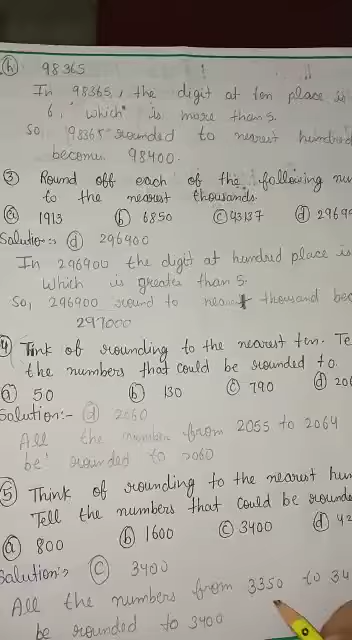 (h) 98365
In 98365, the digit at ten place is
6, which is more than 5.
So, 98365 rounded to nearest hundred
becomes 98400.
(3) Round off each of the following nu
to the nearest thousands.
(a) 1913 (b) 6850 (c) 43137 (d) 2969
Solution:- (d) 296900
In 296900 the digit at hundred place is
which is greater than 5.
So, 296900 round to nearest thousand bec
297000
(4) Tink of rounding to the nearest ten. Te
the numbers that could be rounded to.
(a) 50 (b) 130 (c) 790 (d) 206
Solution:- (d) 2060
All the number from 2055 to 2064
be rounded to 2060
(5) Think of rounding to the nearest hun
Tell the numbers that could be rounde
(a) 800 (b) 1600 (c) 3400 (d) 42
Solution:- (c) 3400
All the numbers from 3350 to 34
be rounded to 3400